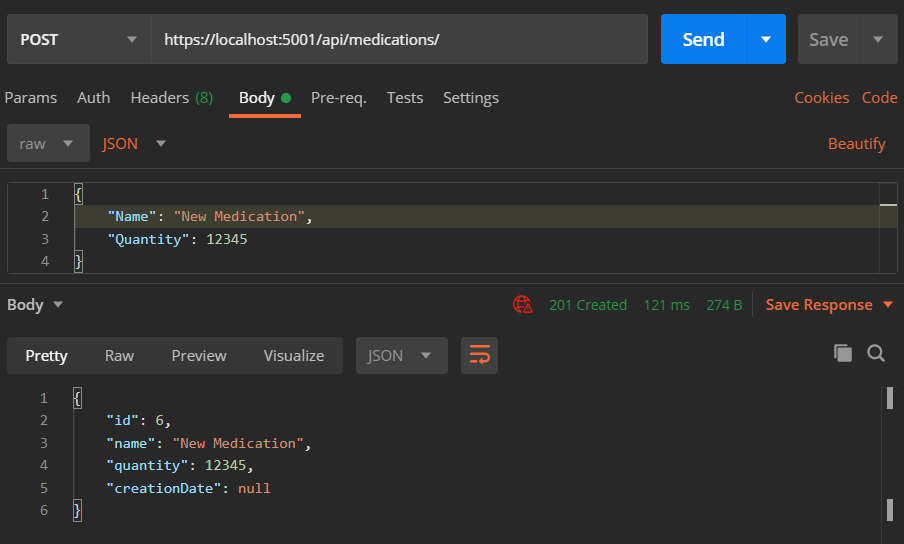 POST https://localhost:5001/api/medications/ Send Save
Params Auth Headers (8) Body Pre-req. Tests Settings Cookies Code
raw JSON Beautify
1 {
2 "Name": "New Medication",
3 "Quantity": 12345
4 }
Body 201 Created 121 ms 274 B Save Response
Pretty Raw Preview Visualize JSON
1 {
2 "id": 6,
3 "name": "New Medication",
4 "quantity": 12345,
5 "creationDate": null
6 }